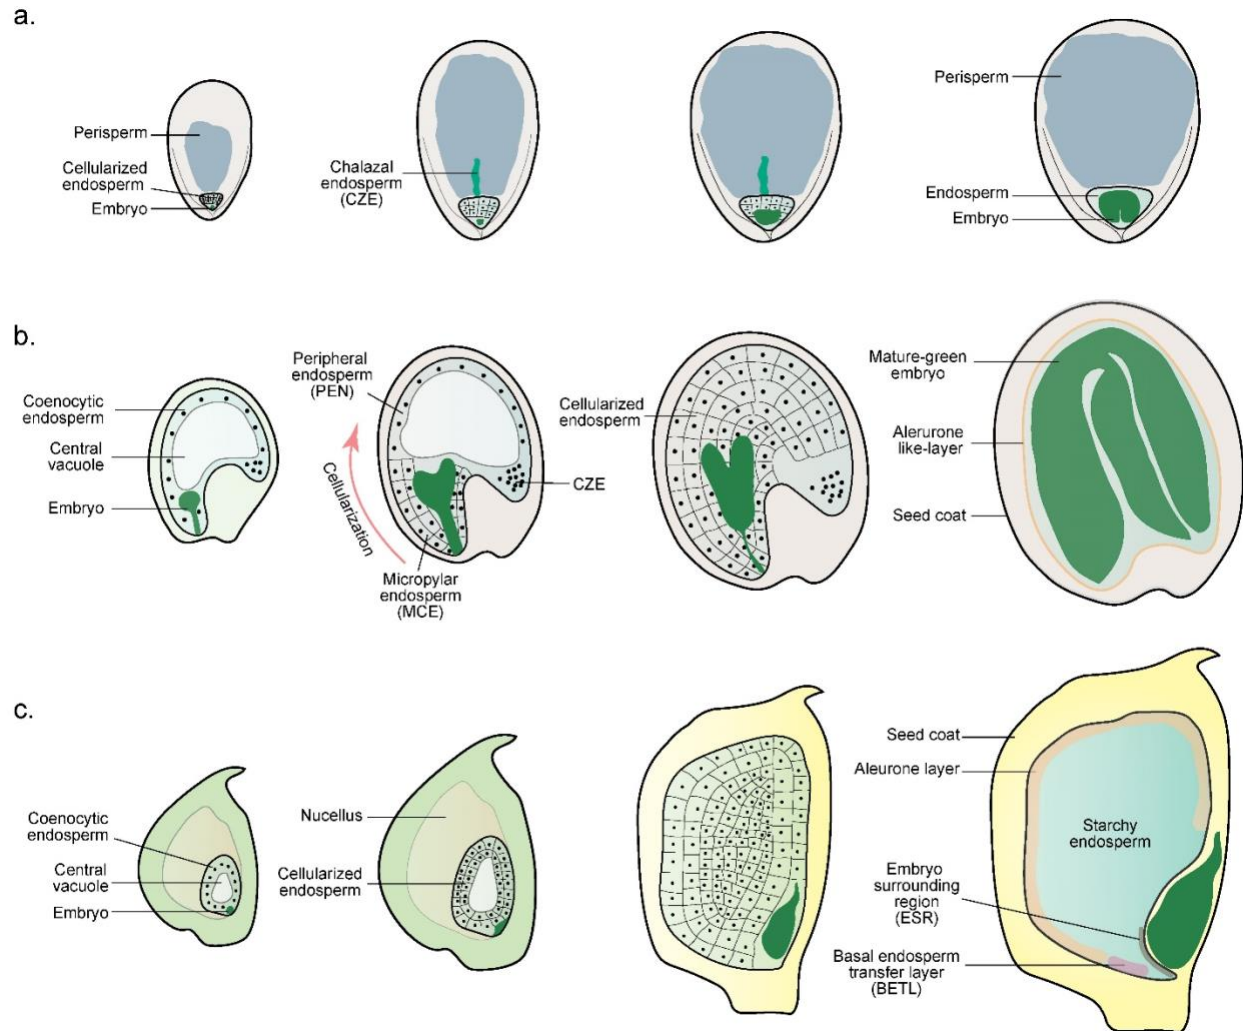 a.
Perisperm
Cellularized
endosperm
Embryo
Chalazal
endosperm
(CZE)
Perisperm
Endosperm
Embryo
b.
Coenocytic
endosperm
Central
vacuole
Embryo
Peripheral
endosperm
(PEN)
Cellularization
CZE
Micropylar
endosperm
(MCE)
Cellularized
endosperm
Mature-green
embryo
Alerurone
like-layer
Seed coat
c.
Coenocytic
endosperm
Central
vacuole
Embryo
Nucellus
Cellularized
endosperm
Seed coat
Aleurone layer
Starchy
endosperm
Embryo
surrounding
region
(ESR)
Basal endosperm
transfer layer
(BETL)